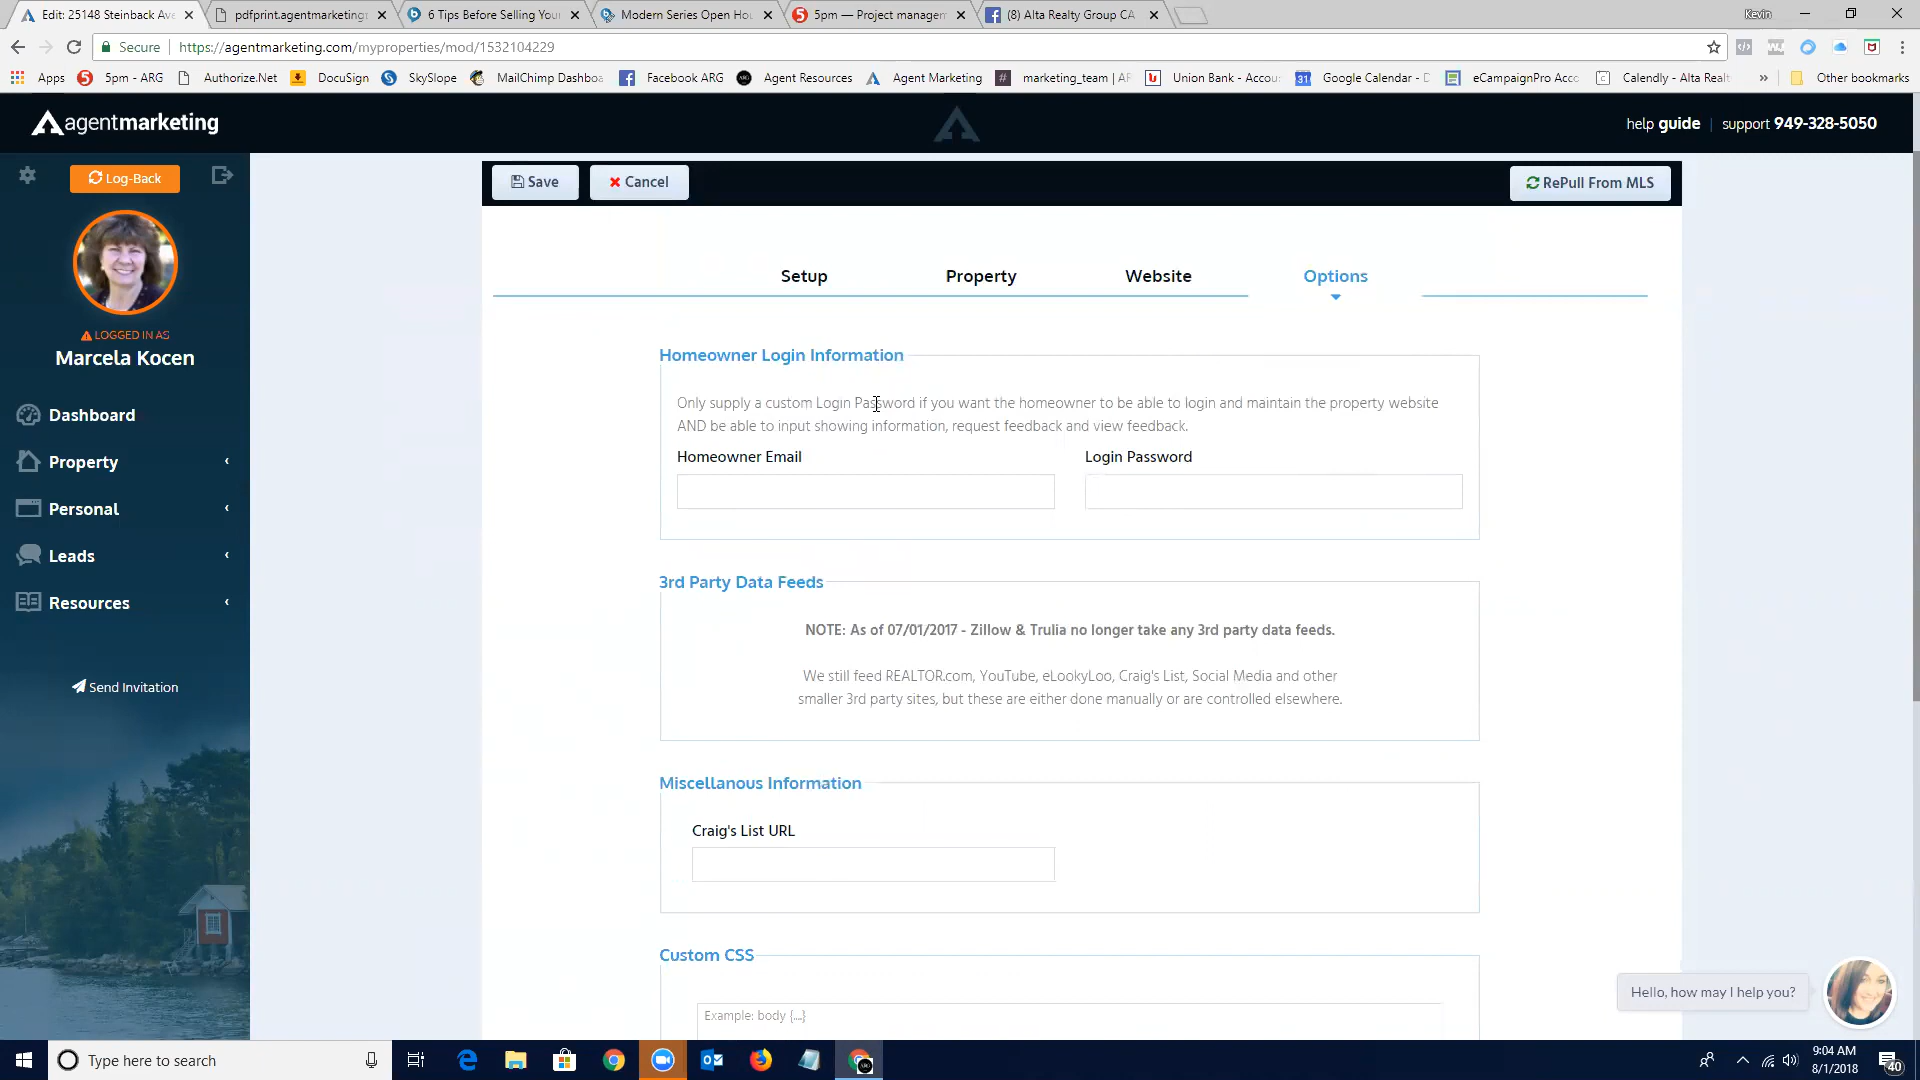 Edit: 25148 Steinback Ave
pdfprint.agentmarketing
6 Tips Before Selling You
Modern Series Open Ho
5pm — Project managem
(8) Alta Realty Group CA
Kevin
Secure
https://agentmarketing.com/myproperties/mod/1532104229
Apps
5pm - ARG
Authorize.Net
DocuSign
SkySlope
MailChimp Dashboa
Facebook ARG
Agent Resources
Agent Marketing
marketing_team | AF
Union Bank - Accou
Google Calendar - D
eCampaignPro Acco
Calendly - Alta Realt
Other bookmarks
agentmarketing
help guide | support 949-328-5050
Log-Back
LOGGED IN AS
Marcela Kocen
Dashboard
Property
Personal
Leads
Resources
Send Invitation
Save
Cancel
RePull From MLS
Setup
Property
Website
Options
Homeowner Login Information
Only supply a custom Login Password if you want the homeowner to be able to login and maintain the property website
AND be able to input showing information, request feedback and view feedback.
Homeowner Email
Login Password
3rd Party Data Feeds
NOTE: As of 07/01/2017 - Zillow & Trulia no longer take any 3rd party data feeds.
We still feed REALTOR.com, YouTube, eLookyLoo, Craig's List, Social Media and other
smaller 3rd party sites, but these are either done manually or are controlled elsewhere.
Miscellanous Information
Craig's List URL
Custom CSS
Example: body {...}
Hello, how may I help you?
Type here to search
9:04 AM
8/1/2018
40